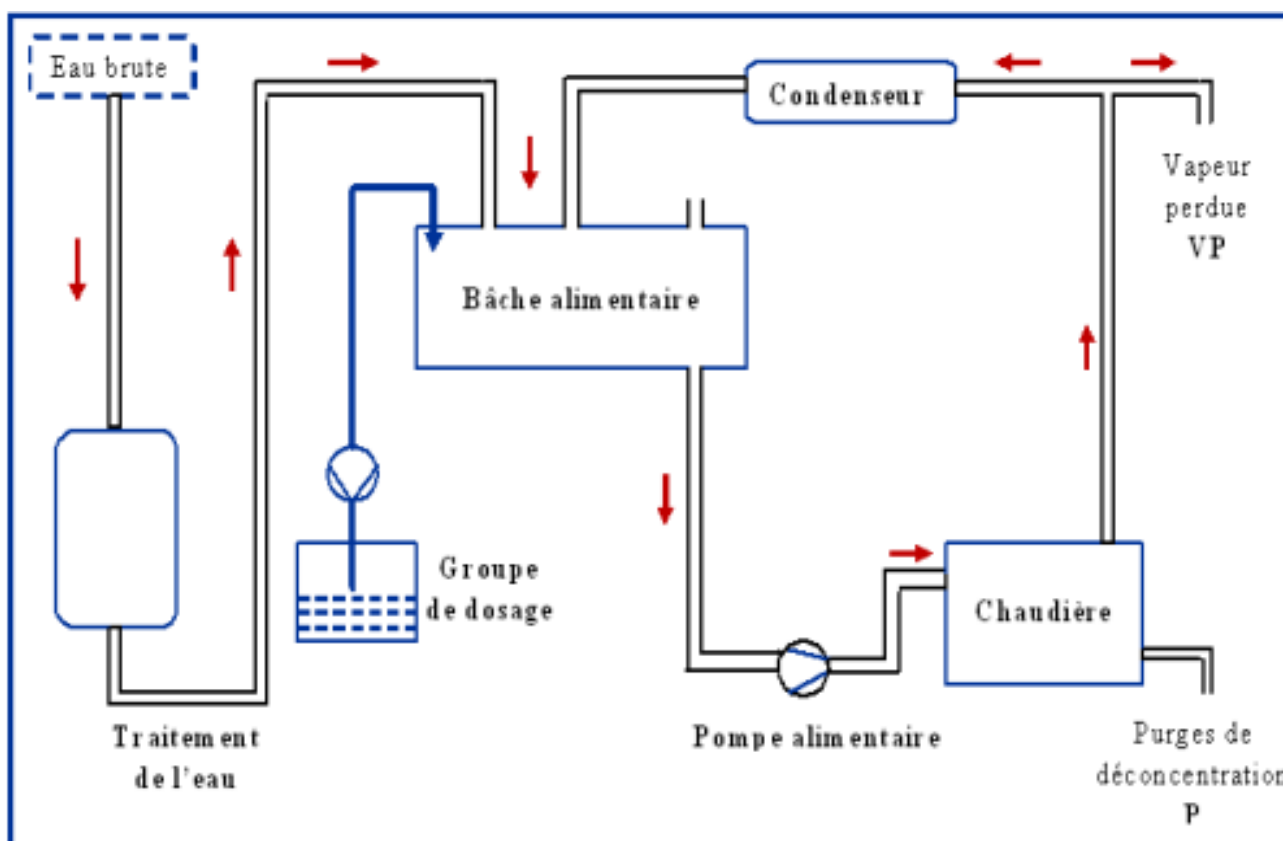 Eau brute
Condenseur
Vapeur
perdue
VP
Bâche alimentaire
Groupe
de dosage
Chaudière
Traitement
de l'eau
Pompe alimentaire
Purges de
déconcentration
P